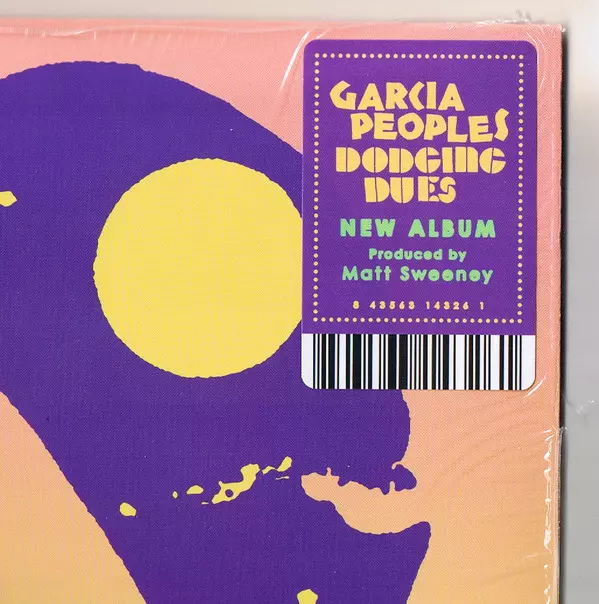 GARCIA
PEOPLES
DODGING
DUES
NEW ALBUM
Produced by
Matt Sweeney
8 43563 14326 1